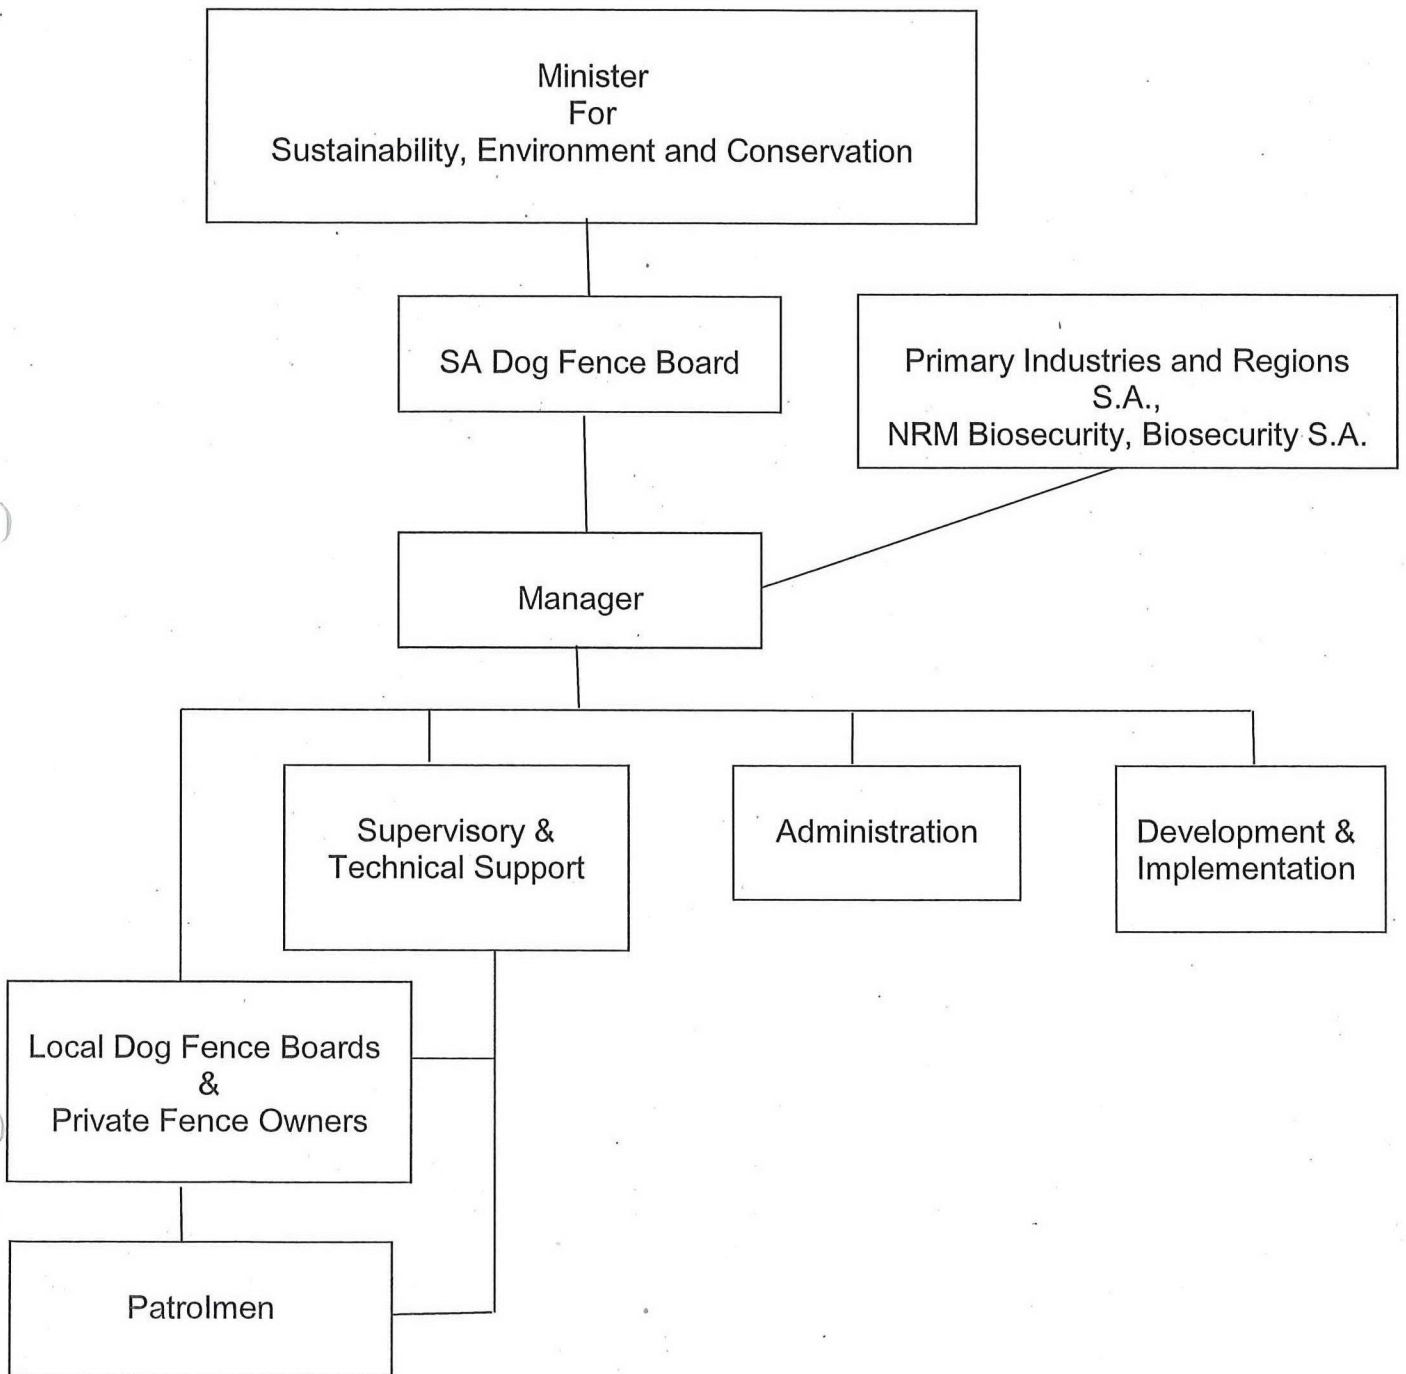 Minister
For
Sustainability, Environment and Conservation
SA Dog Fence Board
Primary Industries and Regions
S.A.,
NRM Biosecurity, Biosecurity S.A.
Manager
Supervisory &
Technical Support
Administration
Development &
Implementation
Local Dog Fence Boards
&
Private Fence Owners
Patrolmen